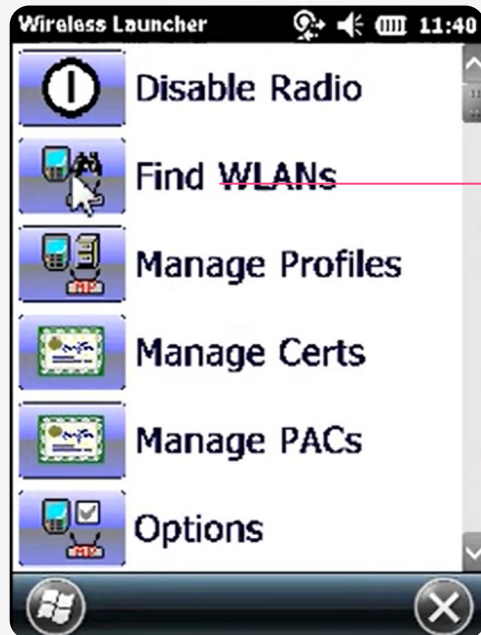 Wireless Launcher 11:40
Disable Radio
Find WLANs
Manage Profiles
Manage Certs
Manage PACs
Options